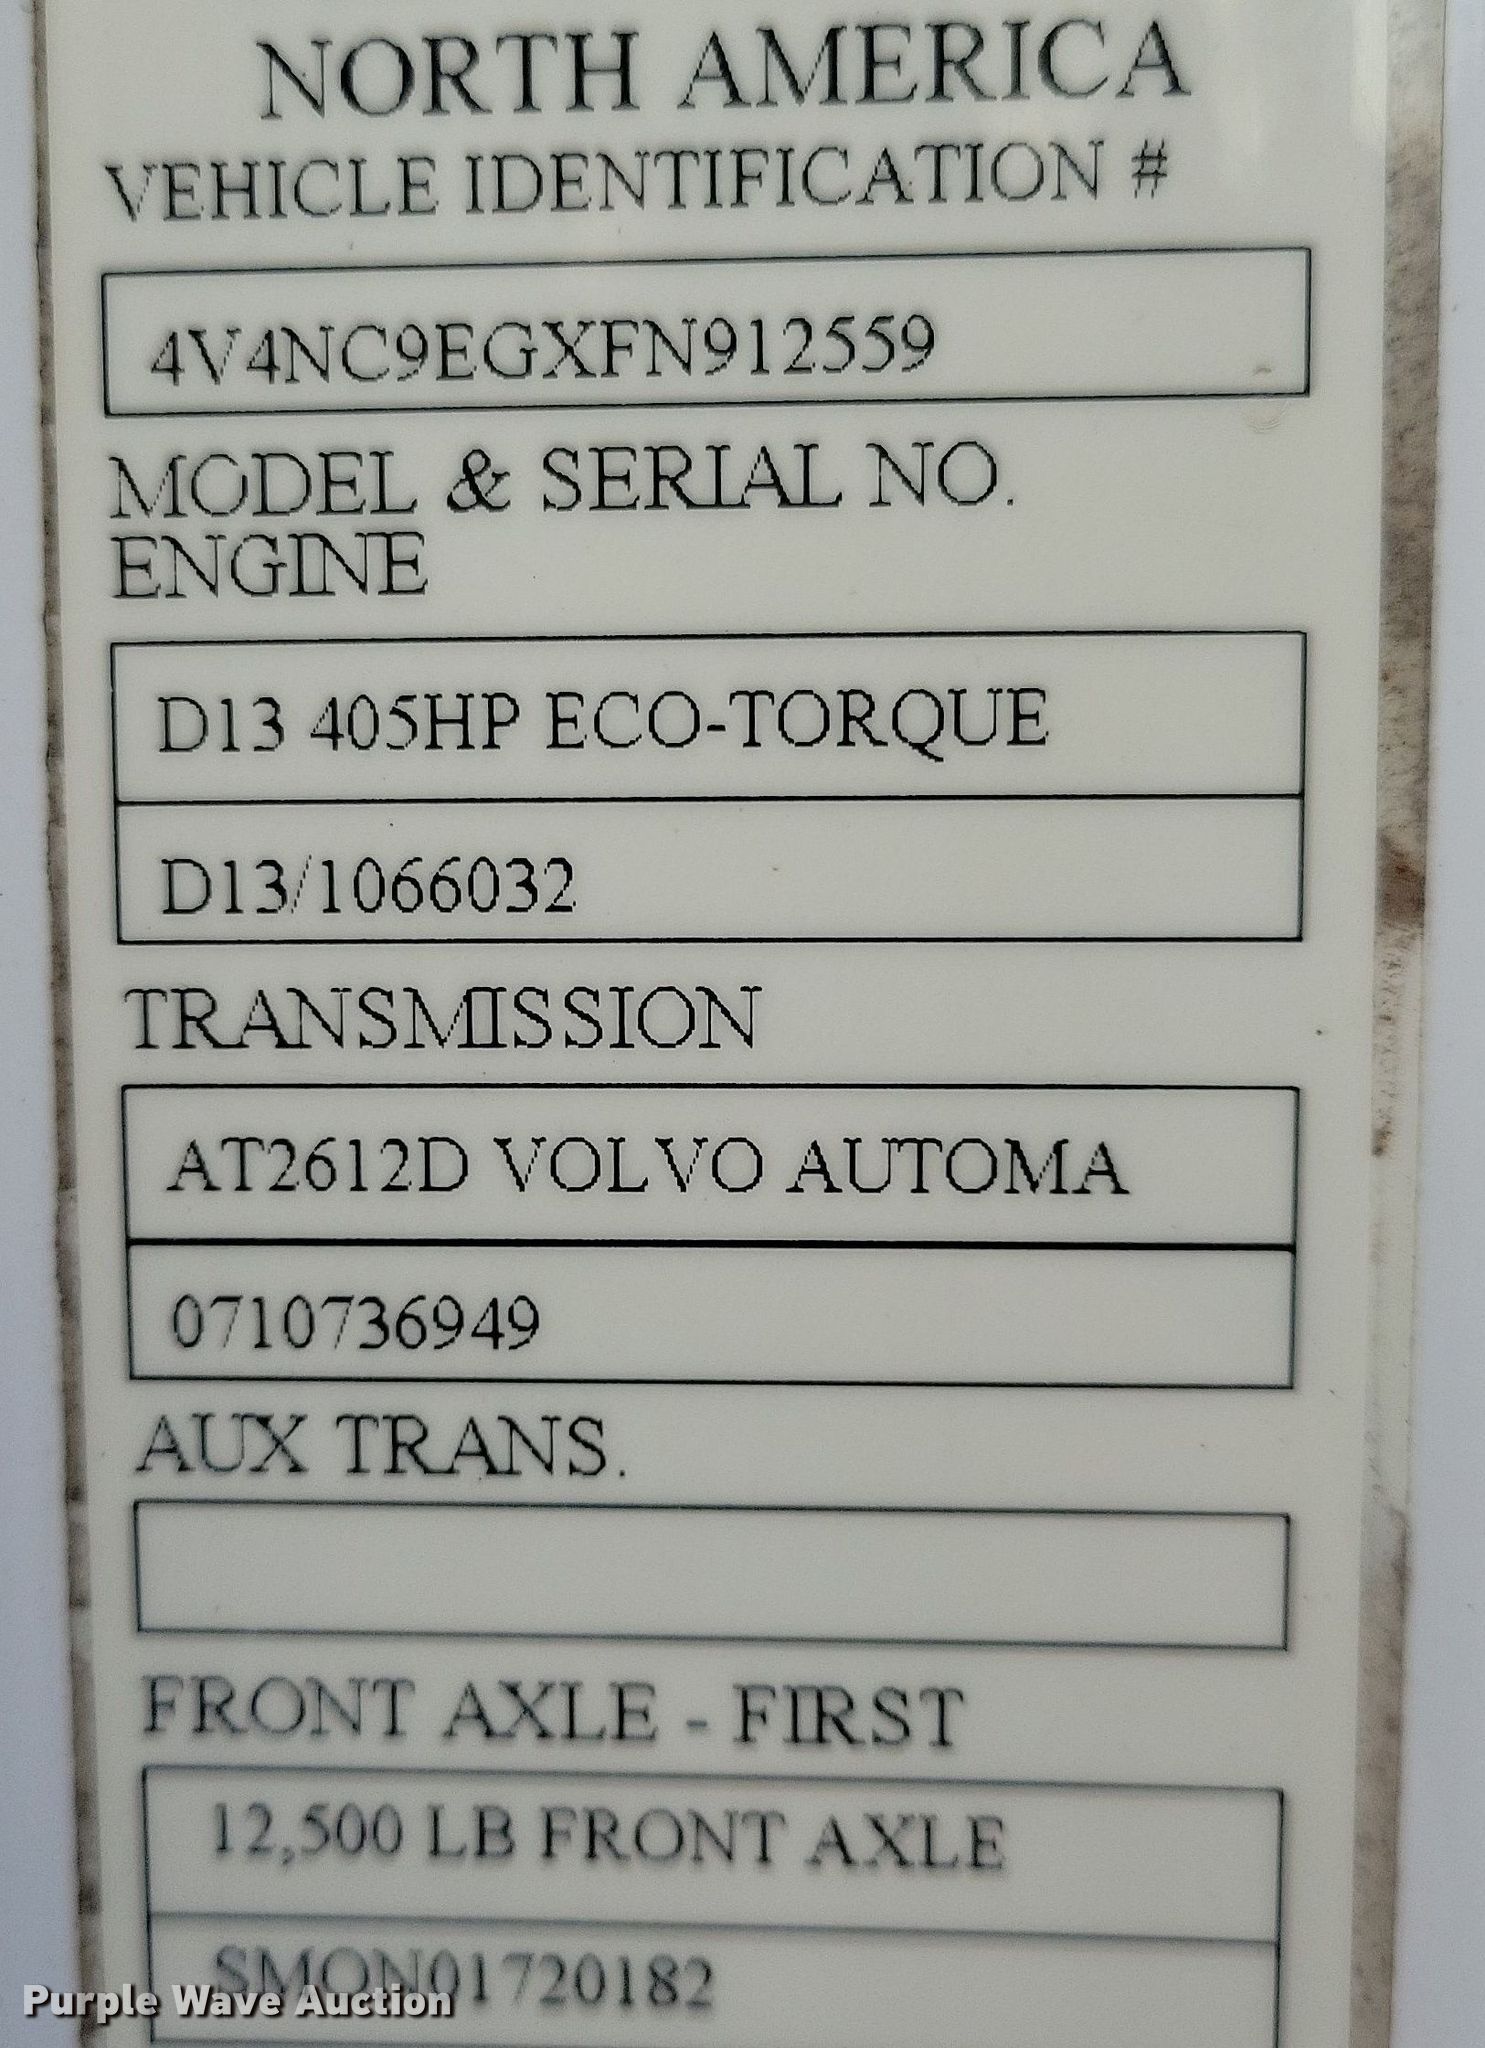 NORTH AMERICA
VEHICLE IDENTIFICATION #
4V4NC9EGXFN912559
MODEL & SERIAL NO.
ENGINE
D13 405HP ECO-TORQUE
D13/1066032
TRANSMISSION
AT2612D VOLVO AUTOMA
0710736949
AUX TRANS.
FRONT AXLE - FIRST
12,500 LB FRONT AXLE
SMON01720182
Purple Wave Auction